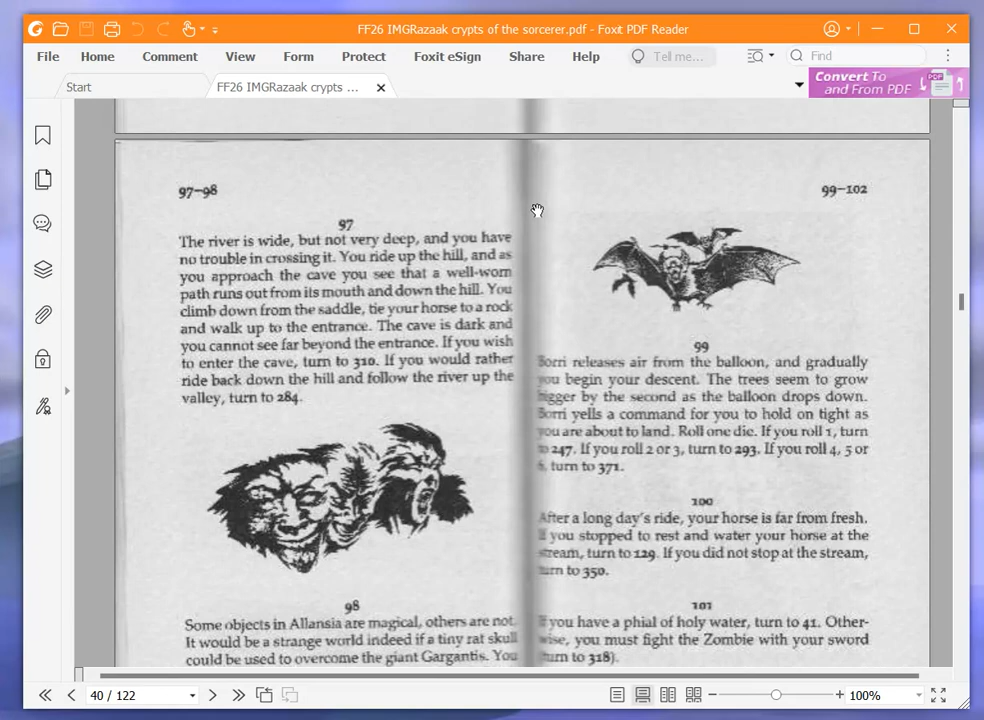 FF26 IMGRazaak crypts of the sorcerer.pdf - Foxit PDF Reader
File Home Comment View Form Protect Foxit eSign Share Help Tell me... Find
Start FF26 IMGRazaak crypts ... Convert To and From PDF
97–98
97
The river is wide, but not very deep, and you have
no trouble in crossing it. You ride up the hill, and as
you approach the cave you see that a well-worn
path runs out from its mouth and down the hill. You
climb down from the saddle, tie your horse to a rock
and walk up to the entrance. The cave is dark and
you cannot see far beyond the entrance. If you wish
to enter the cave, turn to 310. If you would rather
ride back down the hill and follow the river up the
valley, turn to 284.
98
Some objects in Allansia are magical, others are not.
It would be a strange world indeed if a tiny rat skull
could be used to overcome the giant Gargantis. You
99–102
99
Borri releases air from the balloon, and gradually
you begin your descent. The trees seem to grow
bigger by the second as the balloon drops down.
Borri yells a command for you to hold on tight as
you are about to land. Roll one die. If you roll 1, turn
to 247. If you roll 2 or 3, turn to 293. If you roll 4, 5 or
6, turn to 371.
100
After a long day's ride, your horse is far from fresh.
If you stopped to rest and water your horse at the
stream, turn to 129. If you did not stop at the stream,
turn to 350.
101
If you have a phial of holy water, turn to 41. Other-
wise, you must fight the Zombie with your sword
(turn to 318).
40 / 122 100%